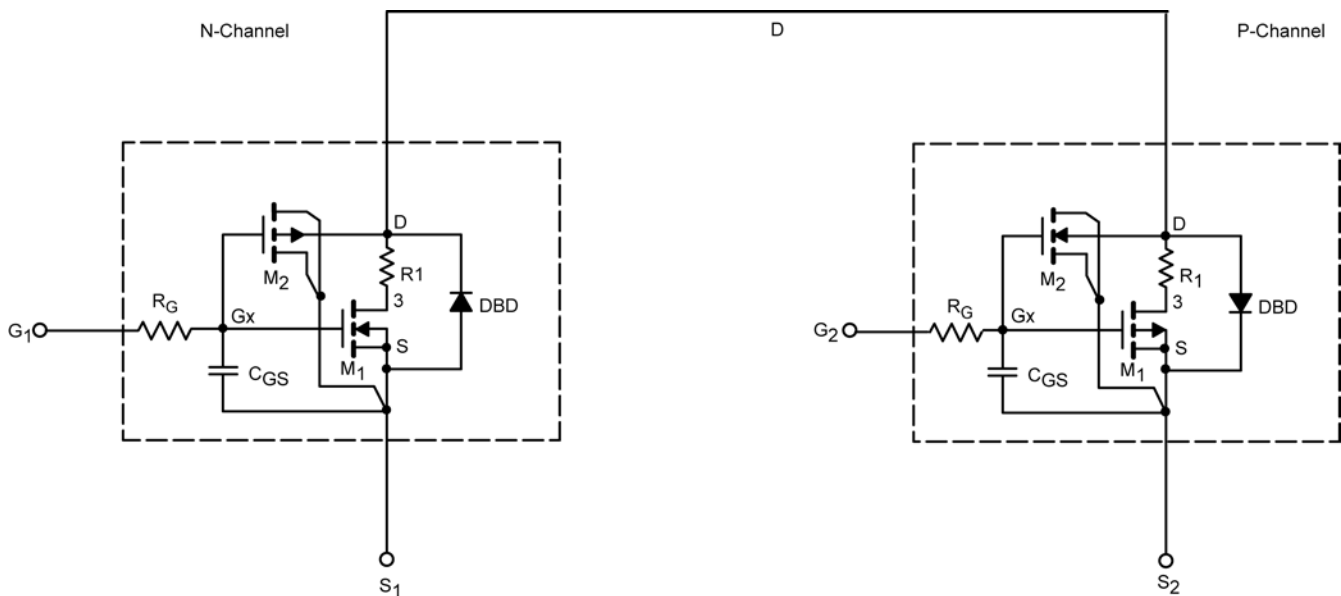 N-Channel
D
P-Channel
D
R1
M2
3
DBD
RG
Gx
G1
S
M1
CGS
S1
D
R1
M2
3
DBD
RG
Gx
G2
S
M1
CGS
S2